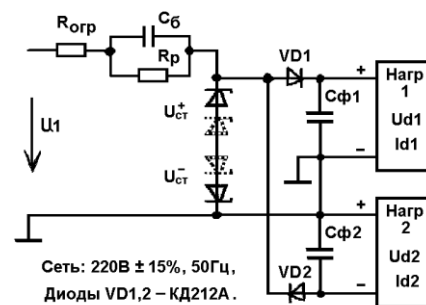 Rогр
Cб
Rр
U1
Uст+
Uст−
VD1
Cф1
+
−
Нагр
1
Ud1
Id1
VD2
Cф2
+
−
Нагр
2
Ud2
Id2
Сеть: 220В ± 15%, 50Гц,
Диоды VD1,2 – КД212А.